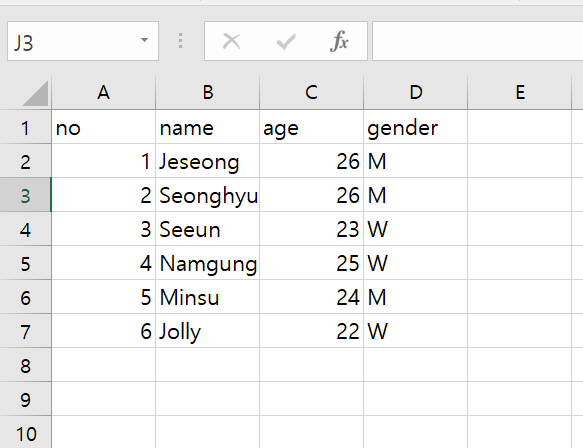 J3 fx
A B C D E
1 no name age gender
2 1 Jeseong 26 M
3 2 Seonghyu 26 M
4 3 Seeun 23 W
5 4 Namgung 25 W
6 5 Minsu 24 M
7 6 Jolly 22 W
8
9
10